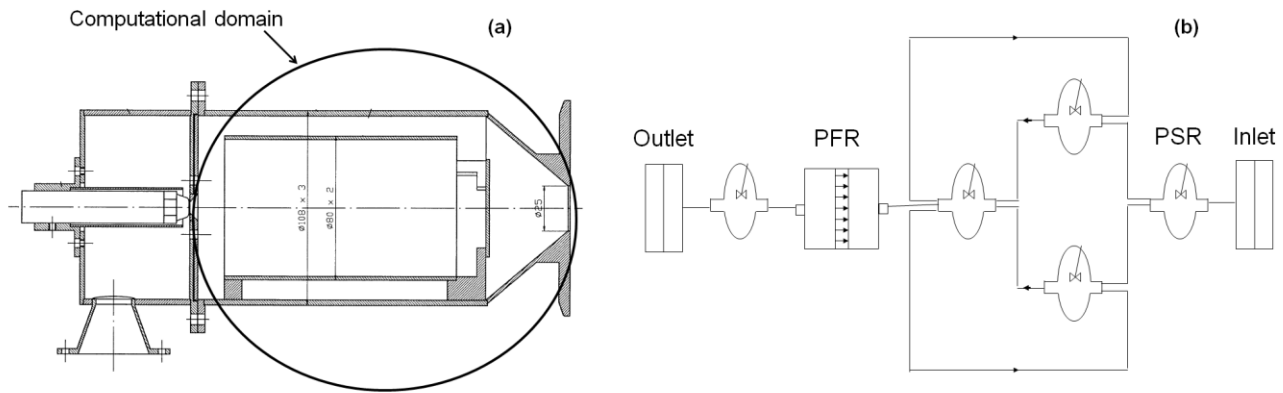 Computational domain
(a)
Ø108 × 3
Ø80 × 2
Ø25
(b)
Outlet
PFR
PSR
Inlet